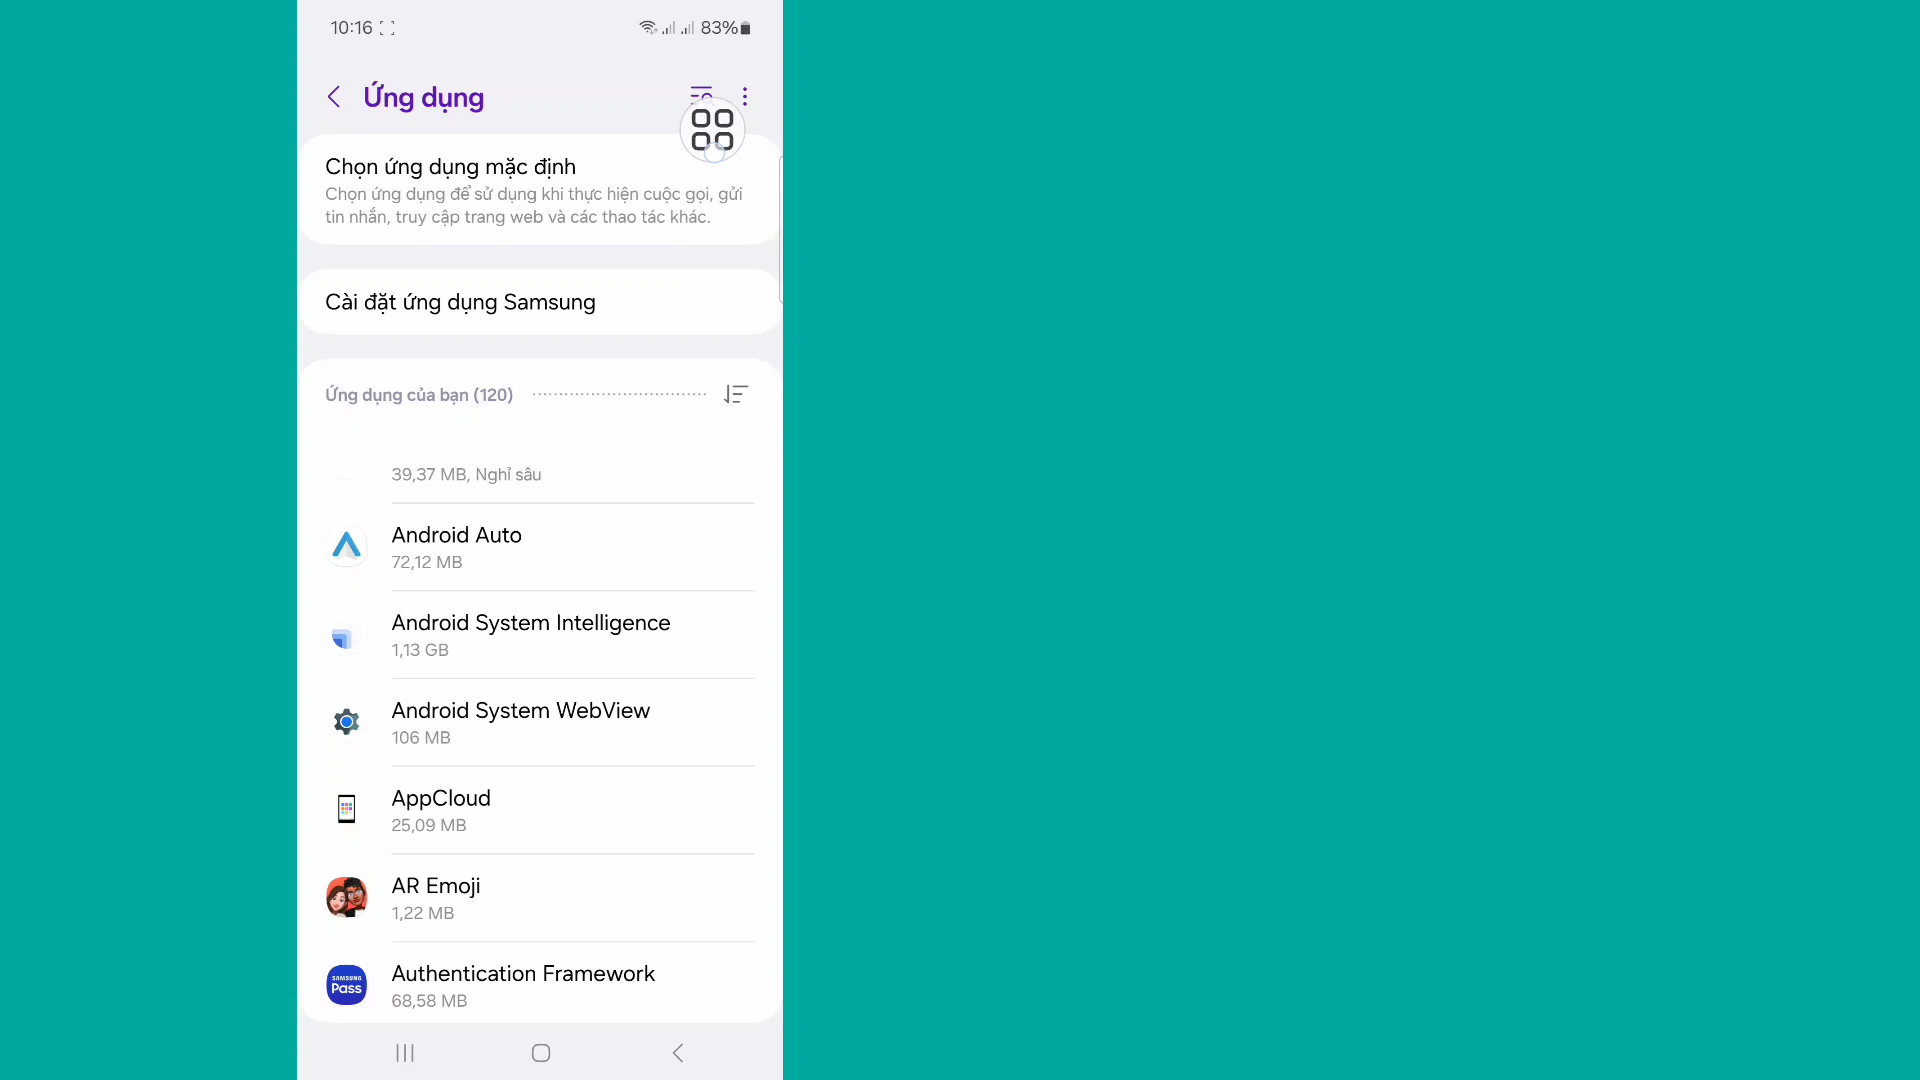 10:16
83%
Ứng dụng
Chọn ứng dụng mặc định
Chọn ứng dụng để sử dụng khi thực hiện cuộc gọi, gửi
tin nhắn, truy cập trang web và các thao tác khác.
Cài đặt ứng dụng Samsung
Ứng dụng của bạn (120)
39,37 MB, Nghỉ sâu
Android Auto
72,12 MB
Android System Intelligence
1,13 GB
Android System WebView
106 MB
AppCloud
25,09 MB
AR Emoji
1,22 MB
SAMSUNG
Pass
Authentication Framework
68,58 MB